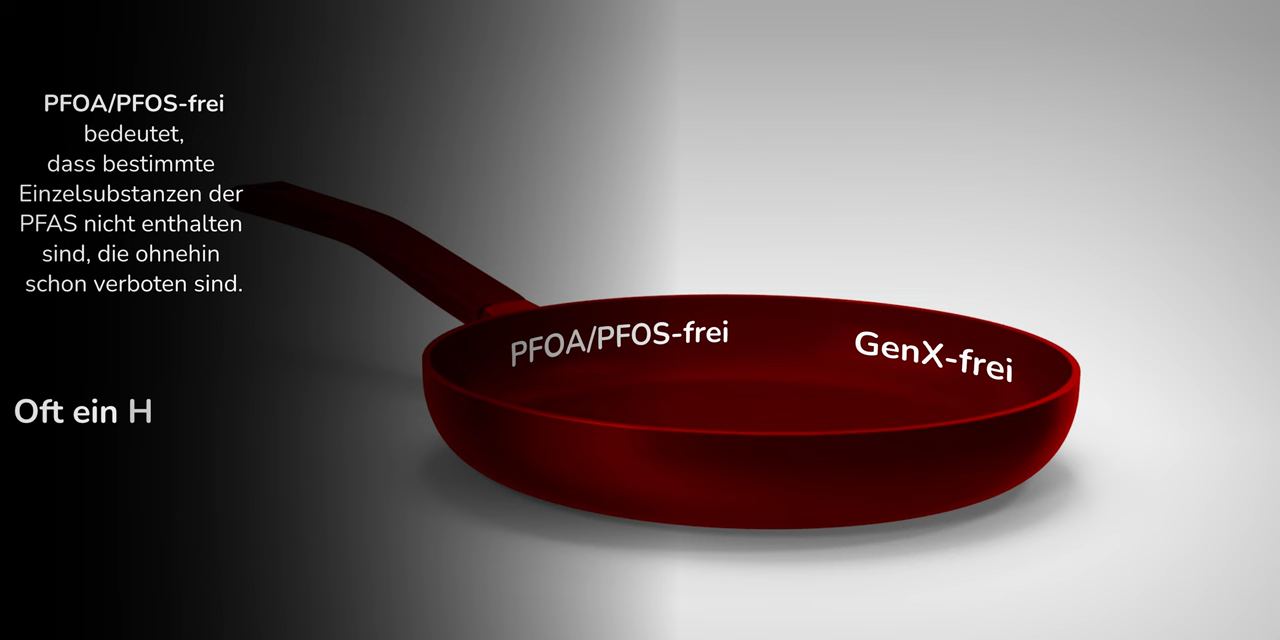 PFOA/PFOS-frei
bedeutet,
dass bestimmte
Einzelsubstanzen der
PFAS nicht enthalten
sind, die ohnehin
schon verboten sind.
PFOA/PFOS-frei
GenX-frei
Oft ein H